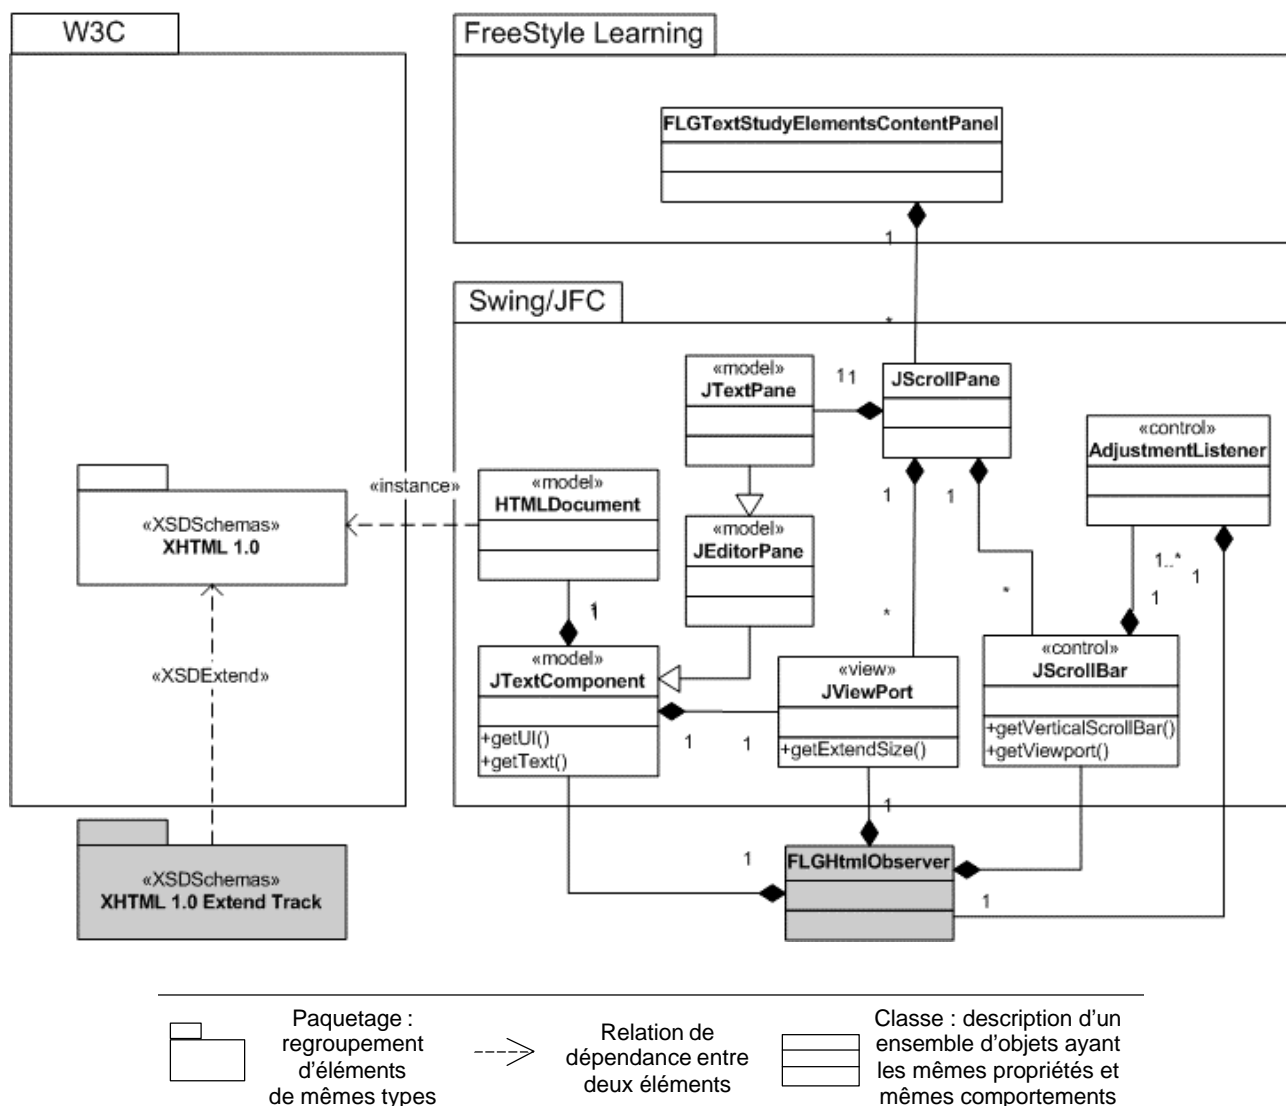 W3C
FreeStyle Learning
FLGTextStudyElementsContentPanel
1
*
Swing/JFC
«model»
JTextPane
11
JScrollPane
«control»
AdjustmentListener
1
1
«instance»
«model»
HTMLDocument
«XSDSchemas»
XHTML 1.0
«model»
JEditorPane
1..*
1
1
*
*
1
«XSDExtend»
«model»
JTextComponent
+getUI()
+getText()
1
1
«view»
JViewPort
+getExtendSize()
«control»
JScrollBar
+getVerticalScrollBar()
+getViewport()
1
1
FLGHtmlObserver
1
«XSDSchemas»
XHTML 1.0 Extend Track
Paquetage :
regroupement
d'éléments
de mêmes types
Relation de
dépendance entre
deux éléments
Classe : description d'un
ensemble d'objets ayant
les mêmes propriétés et
mêmes comportements